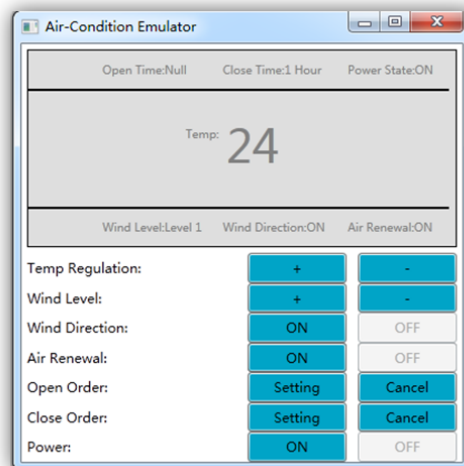 Air-Condition Emulator
Open Time:Null Close Time:1 Hour Power State:ON
Temp: 24
Wind Level:Level 1 Wind Direction:ON Air Renewal:ON
Temp Regulation: + -
Wind Level: + -
Wind Direction: ON OFF
Air Renewal: ON OFF
Open Order: Setting Cancel
Close Order: Setting Cancel
Power: ON OFF